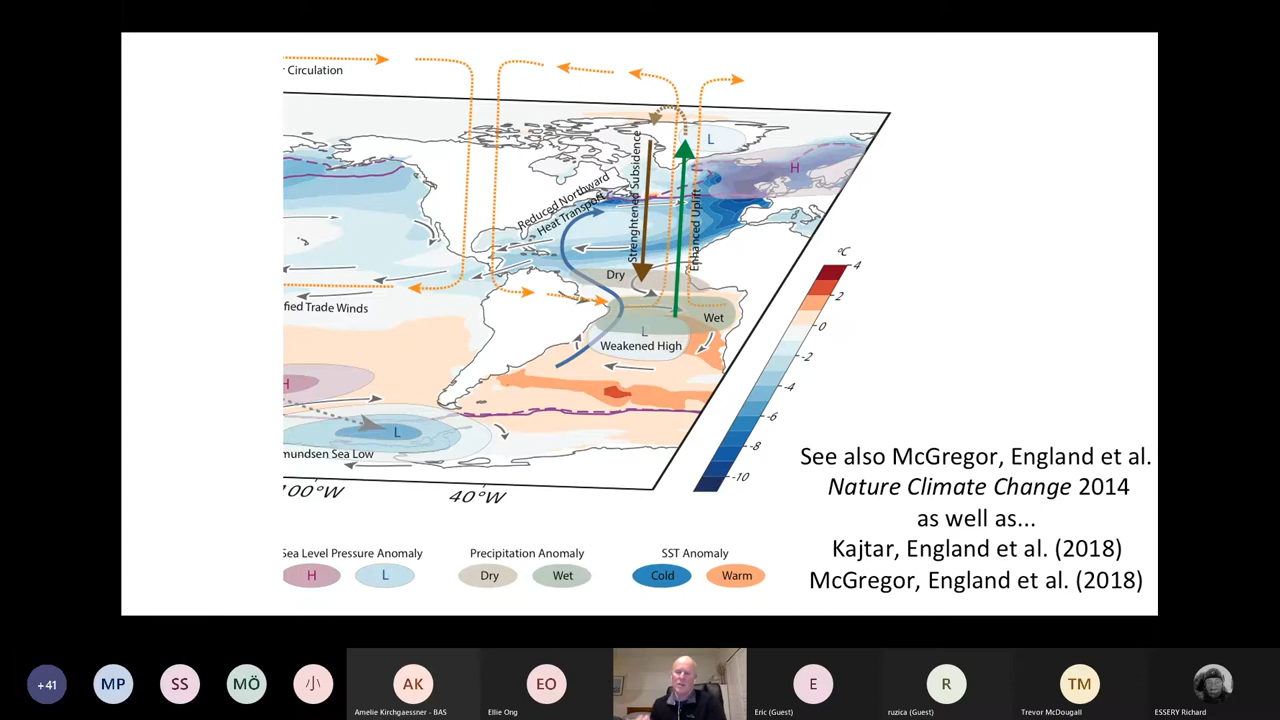 r Circulation
L
H
Reduced Northward
Heat Transport
Strenghtened Subsidence
Enhanced Uplift
Dry
°C
4
2
0
-2
-4
-6
-8
-10
fied Trade Winds
Wet
L
Weakened High
H
L
mundsen Sea Low
100°W
40°W
See also McGregor, England et al.
Nature Climate Change 2014
as well as...
Kajtar, England et al. (2018)
McGregor, England et al. (2018)
Sea Level Pressure Anomaly
Precipitation Anomaly
SST Anomaly
H
L
Dry
Wet
Cold
Warm
+41
MP
SS
MÖ
小
AK
EO
E
R
TM
Amelie Kirchgaessner - BAS
Ellie Ong
Eric (Guest)
ruzica (Guest)
Trevor McDougall
ESSERY Richard